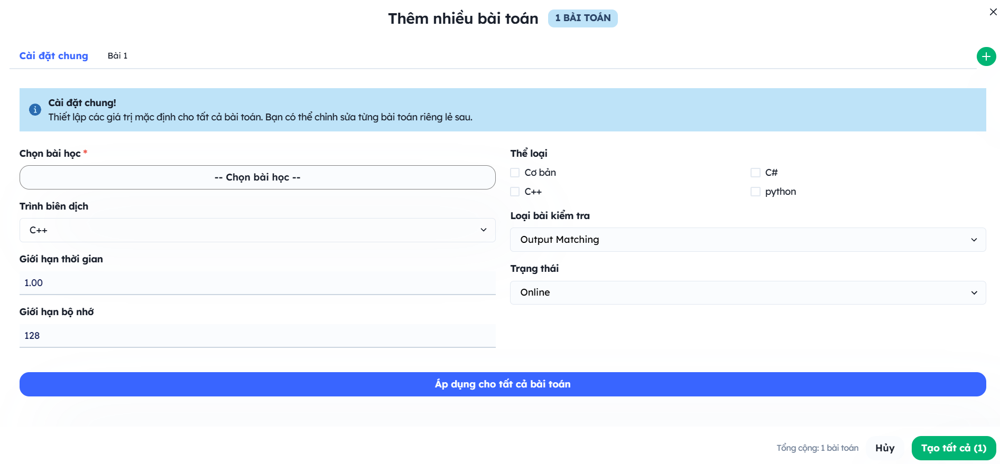 Thêm nhiều bài toán 1 BÀI TOÁN
Cài đặt chung Bài 1
Cài đặt chung!
Thiết lập các giá trị mặc định cho tất cả bài toán. Bạn có thể chỉnh sửa từng bài toán riêng lẻ sau.
Chọn bài học *
-- Chọn bài học --
Trình biên dịch
C++
Giới hạn thời gian
1.00
Giới hạn bộ nhớ
128
Thể loại
Cơ bản C#
C++ python
Loại bài kiểm tra
Output Matching
Trạng thái
Online
Áp dụng cho tất cả bài toán
Tổng cộng: 1 bài toán Hủy Tạo tất cả (1)